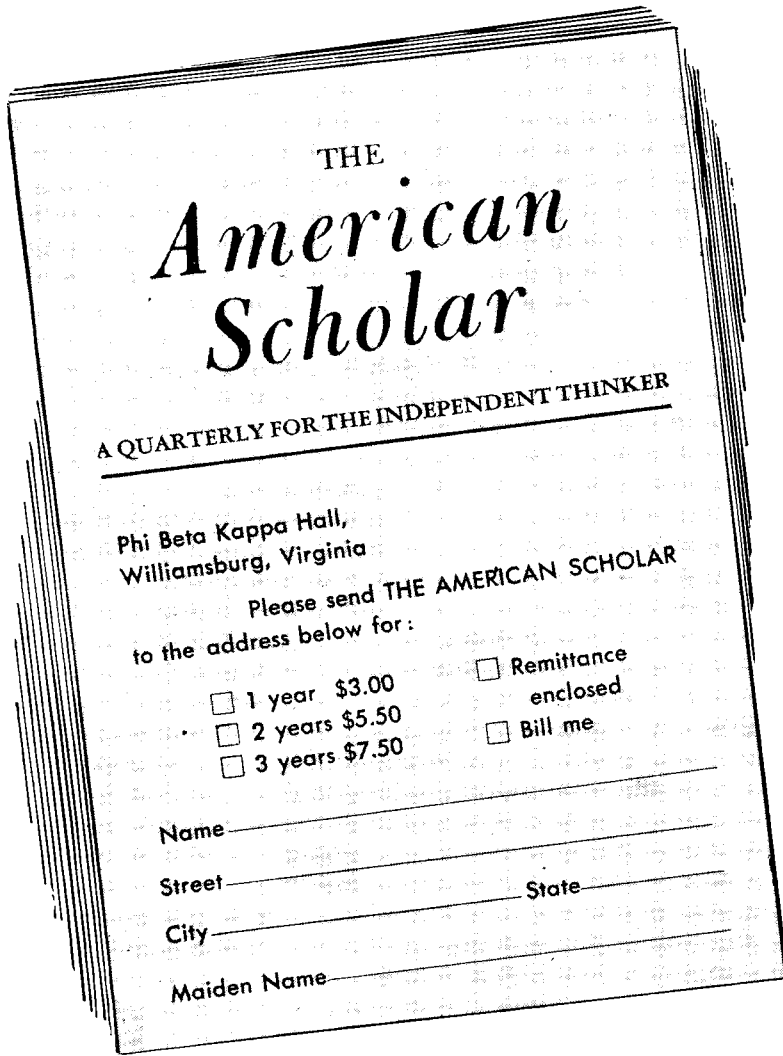 THE
American
Scholar
A QUARTERLY FOR THE INDEPENDENT THINKER
Phi Beta Kappa Hall,
Williamsburg, Virginia
Please send THE AMERICAN SCHOLAR
to the address below for:
1 year $3.00
2 years $5.50
3 years $7.50
Remittance
enclosed
Bill me
Name
Street
City State
Maiden Name